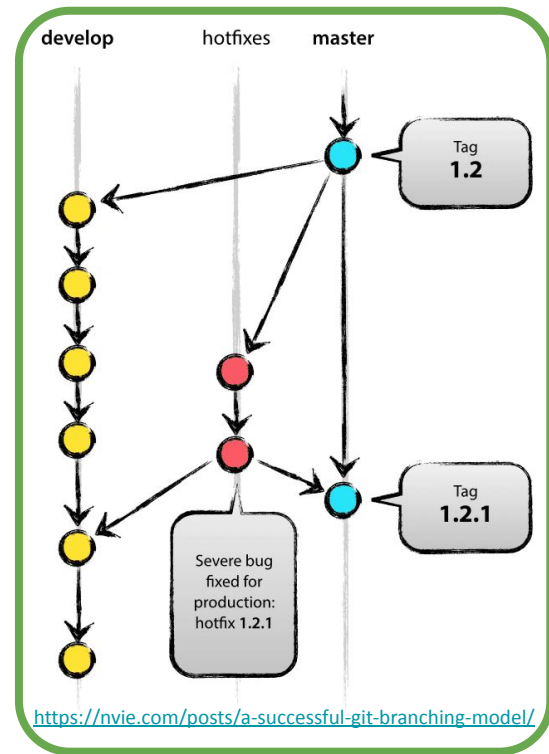 develop hotfixes master
Tag
1.2
Tag
1.2.1
Severe bug
fixed for
production:
hotfix 1.2.1
https://nvie.com/posts/a-successful-git-branching-model/